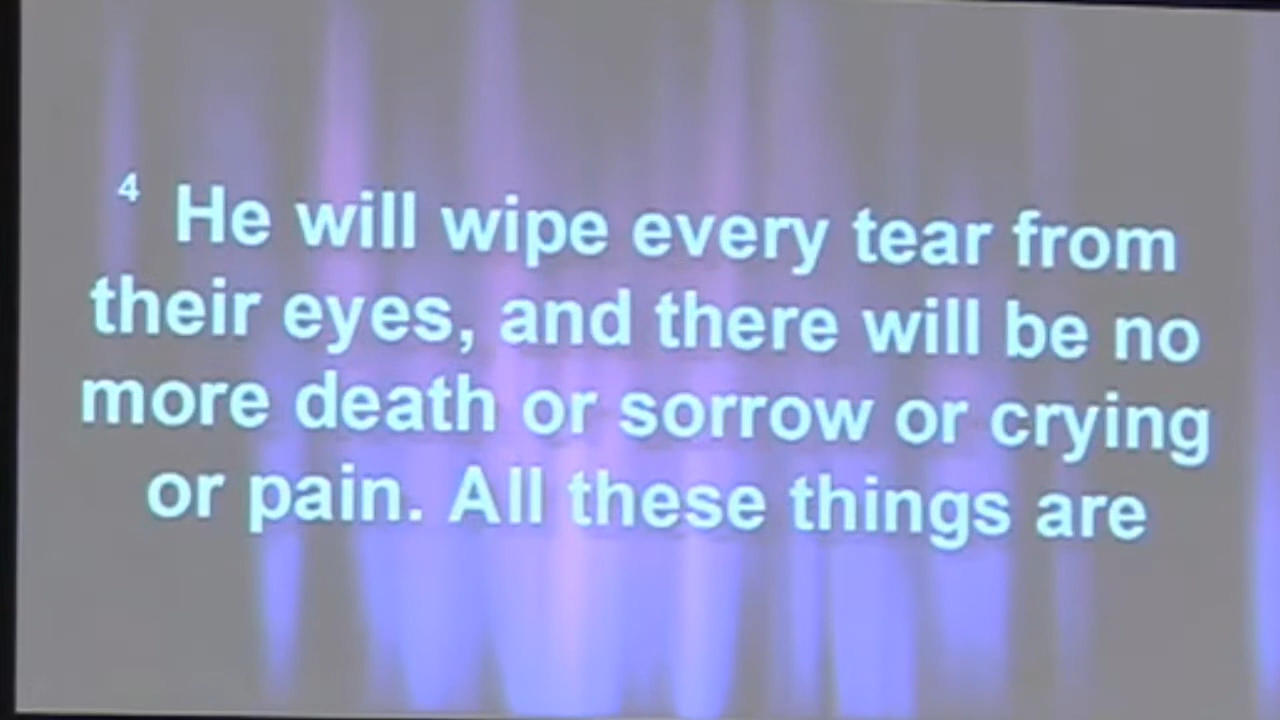 4 He will wipe every tear from
their eyes, and there will be no
more death or sorrow or crying
or pain. All these things are